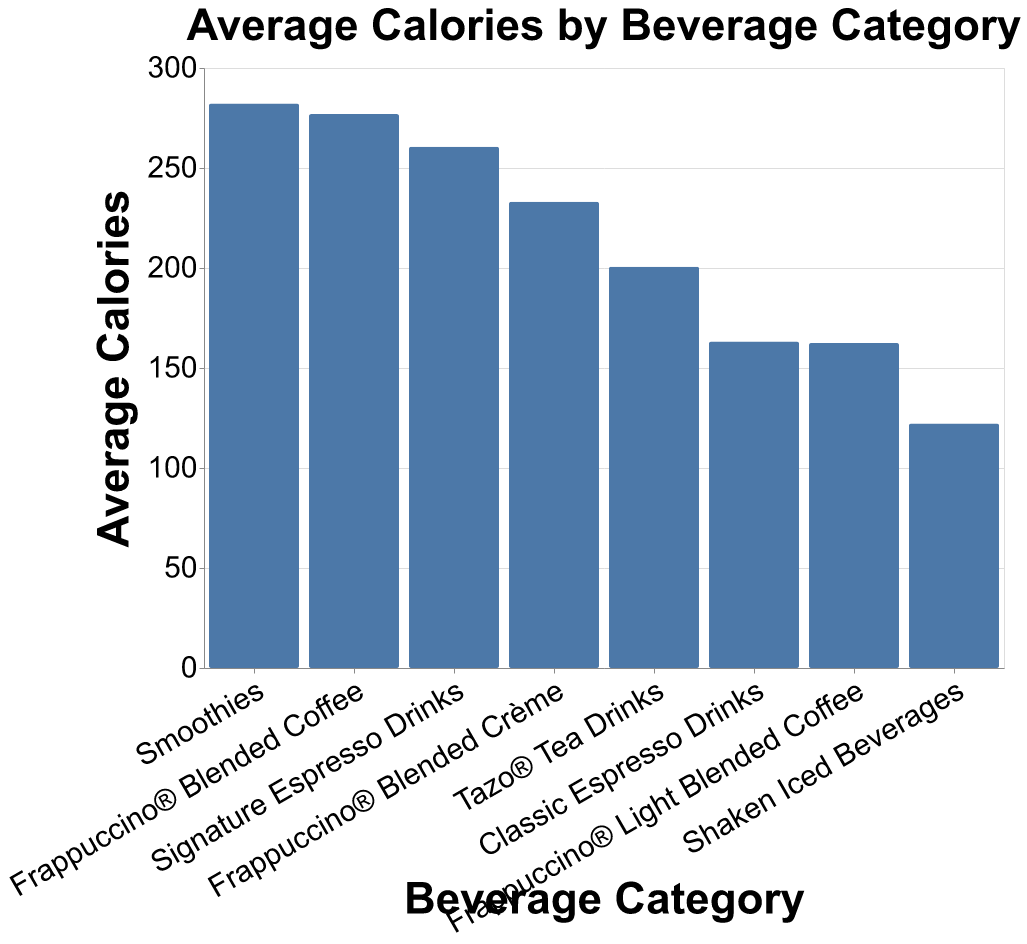 Average Calories by Beverage Category
Average Calories
300
250
200
150
100
50
0
Smoothies
Frappuccino® Blended Coffee
Signature Espresso Drinks
Frappuccino® Blended Crème
Tazo® Tea Drinks
Classic Espresso Drinks
Frappuccino® Light Blended Coffee
Shaken Iced Beverages
Beverage Category